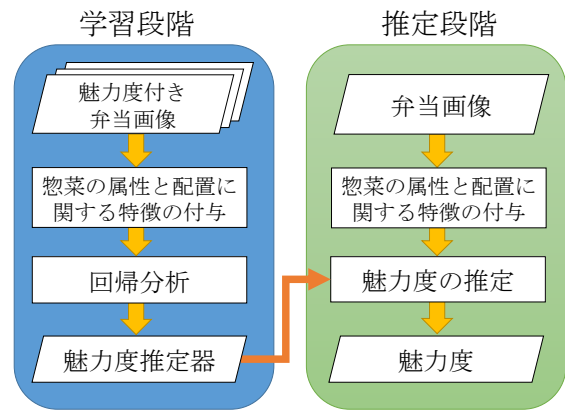 学習段階
魅力度付き
弁当画像
惣菜の属性と配置に
関する特徴の付与
回帰分析
魅力度推定器
推定段階
弁当画像
惣菜の属性と配置に
関する特徴の付与
魅力度の推定
魅力度